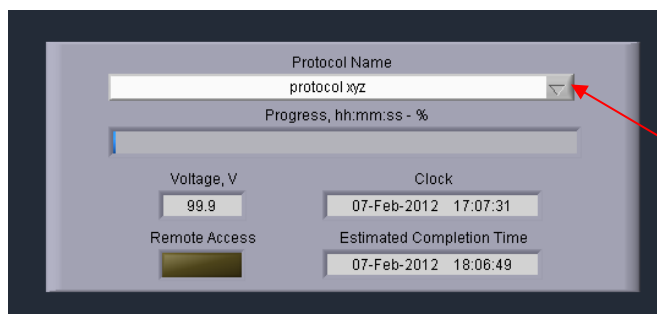 Protocol Name
protocol xyz
Progress, hh:mm:ss - %
Voltage, V
Clock
99.9
07-Feb-2012 17:07:31
Remote Access
Estimated Completion Time
07-Feb-2012 18:06:49